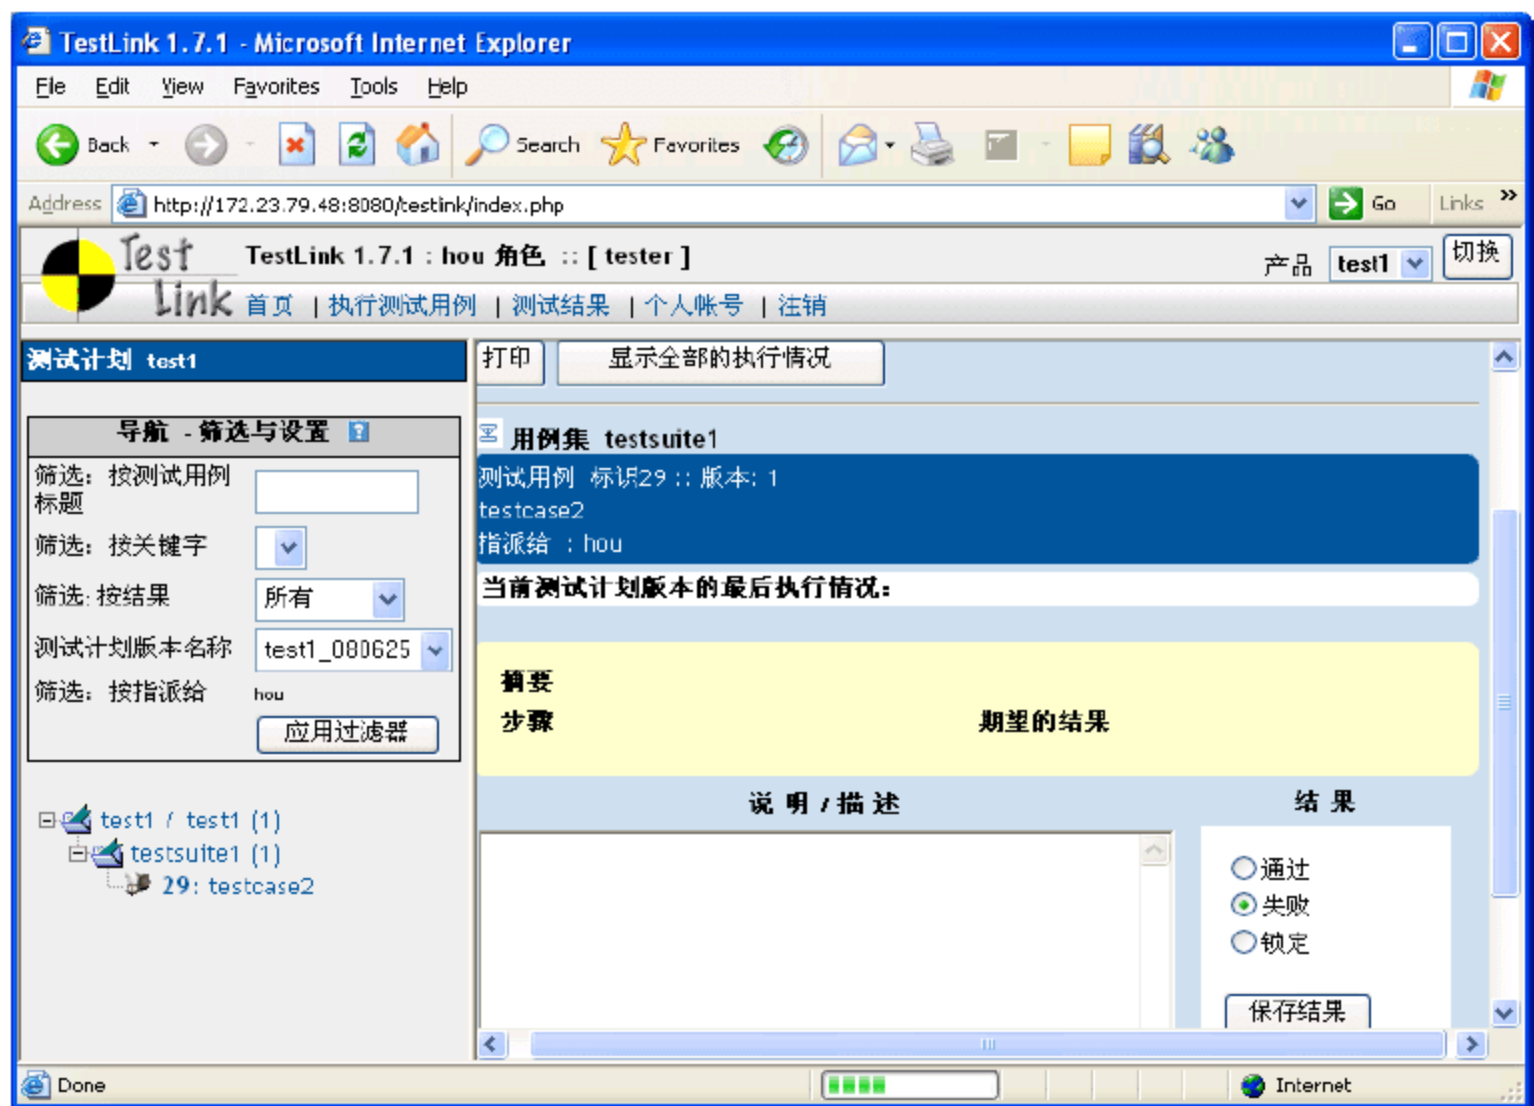 TestLink 1.7.1 - Microsoft Internet Explorer
File Edit View Favorites Tools Help
Back Search Favorites
Address http://172.23.79.48:8080/testlink/index.php Go Links »
Test Link
TestLink 1.7.1 : hou 角色 :: [ tester ]
产品 test1 切换
首页 | 执行测试用例 | 测试结果 | 个人帐号 | 注销
测试计划 test1
导航 - 筛选与设置 ?
筛选: 按测试用例
标题
筛选: 按关键字
筛选: 按结果 所有
测试计划版本名称 test1_080625
筛选: 按指派给 hou
应用过滤器
test1 / test1 (1)
testsuite1 (1)
29: testcase2
打印 显示全部的执行情况
用例集 testsuite1
测试用例 标识29 :: 版本: 1
testcase2
指派给 : hou
当前测试计划版本的最后执行情况:
摘要
步骤 期望的结果
说 明 / 描 述 结 果
通过
失败
锁定
保存结果
Done Internet